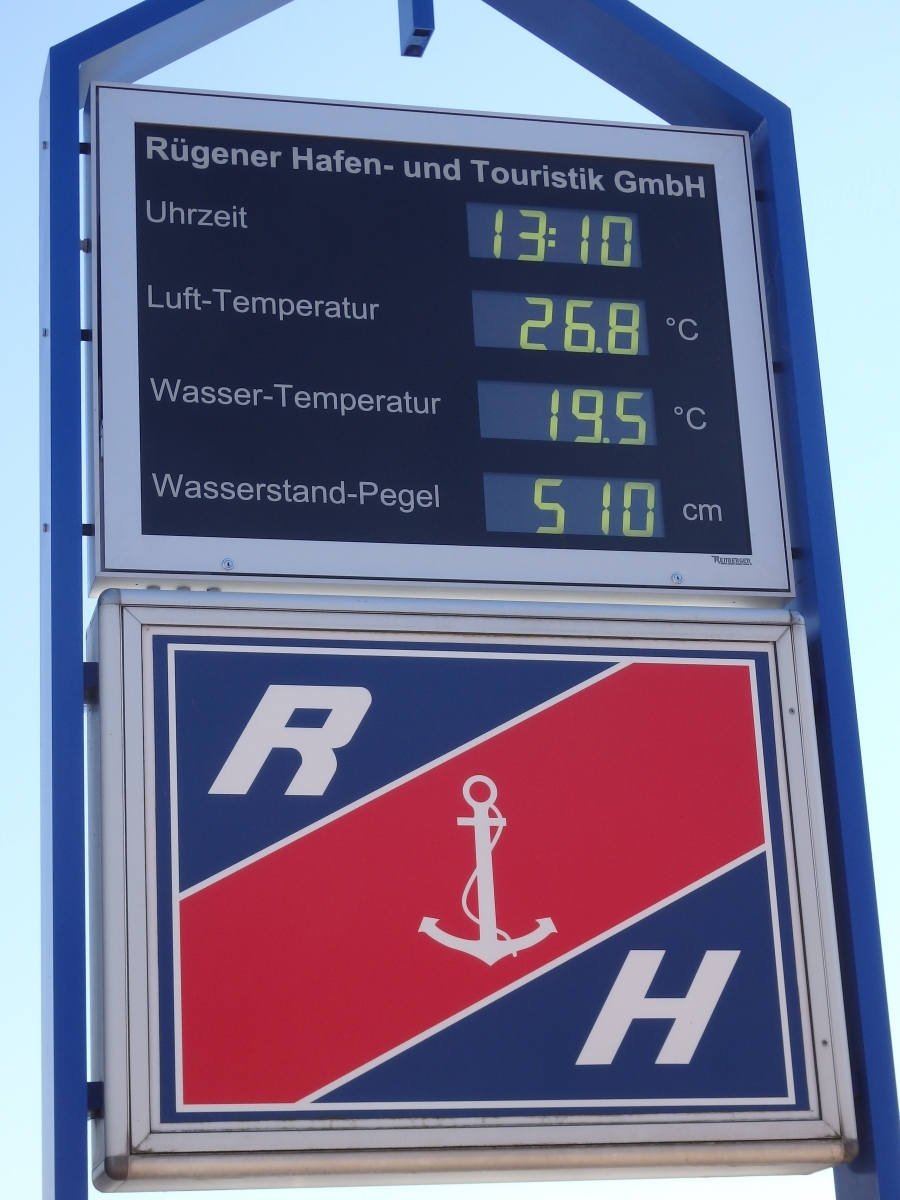 Rügener Hafen- und Touristik GmbH
Uhrzeit 13:10
Luft-Temperatur 26.8 °C
Wasser-Temperatur 19.5 °C
Wasserstand-Pegel 510 cm
REMBERGER
R
H